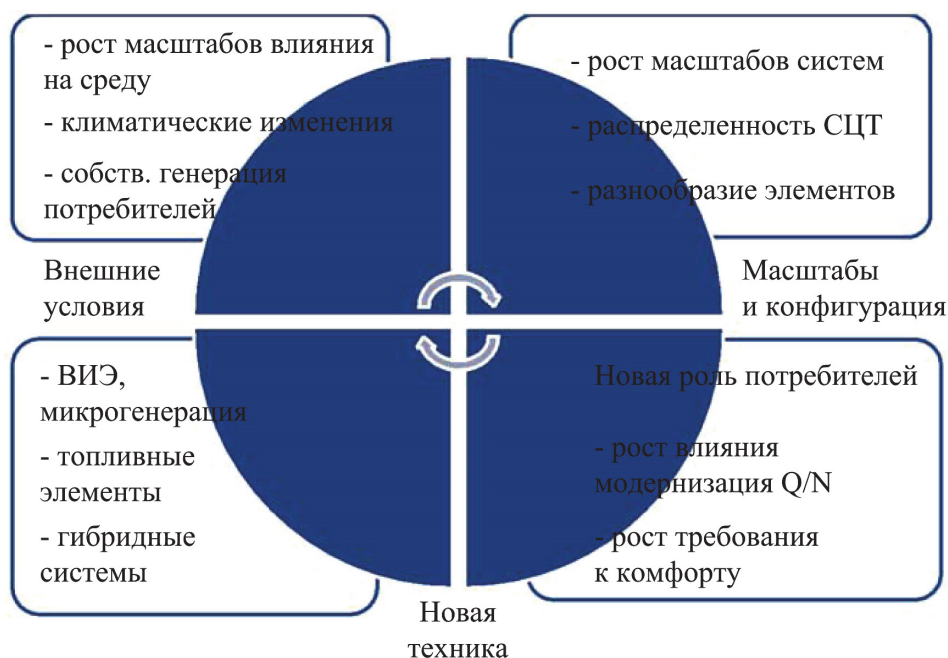 - рост масштабов влияния
на среду
- климатические изменения
- собств. генерация
потребителей
Внешние
условия
- рост масштабов систем
- распределенность СЦТ
- разнообразие элементов
Масштабы
и конфигурация
- ВИЭ,
микрогенерация
- топливные
элементы
- гибридные
системы
Новая роль потребителей
- рост влияния
модернизация Q/N
- рост требования
к комфорту
Новая
техника